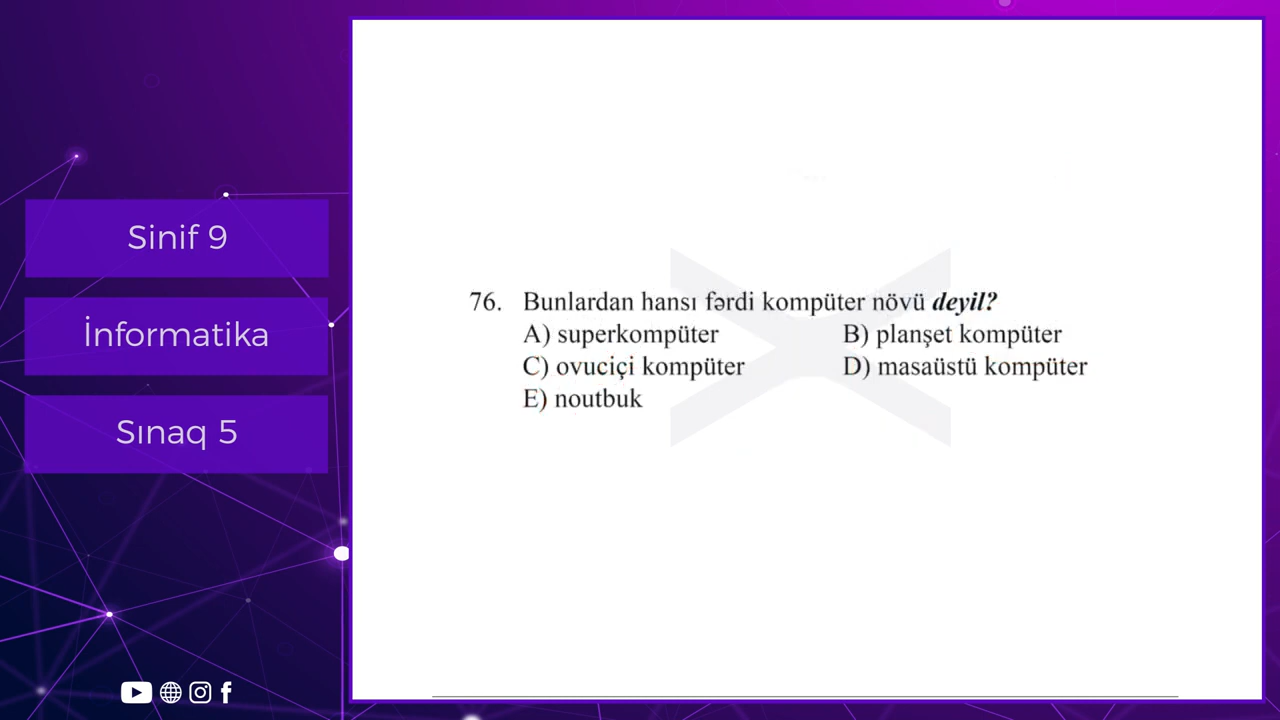 Sinif 9
İnformatika
Sınaq 5
76. Bunlardan hansı fərdi kompüter növü deyil?
A) superkompüter B) planşet kompüter
C) ovuciçi kompüter D) masaüstü kompüter
E) noutbuk